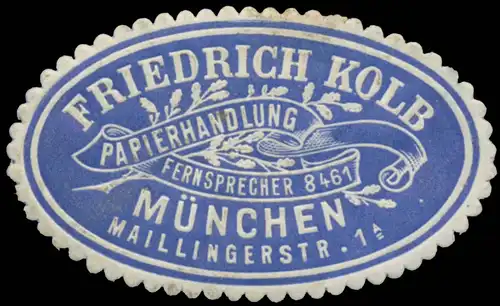 FRIEDRICH KOLB
PAPIERHANDLUNG
FERNSPRECHER 8461
MÜNCHEN
MAILLINGERSTR. 1A